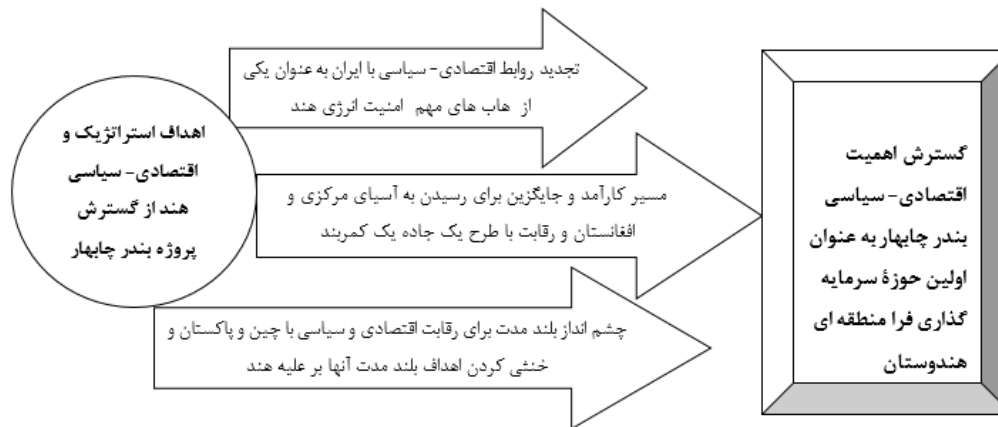 اهداف استراتژیک و
اقتصادی- سیاسی
هند از گسترش
پروژه بندر چابهار
تجدید روابط اقتصادی- سیاسی با ایران به عنوان یکی
از هاب های مهم امنیت انرژی هند
مسیر کارآمد و جایگزین برای رسیدن به آسیای مرکزی و
افغانستان و رقابت با طرح یک جاده یک کمربند
چشم انداز بلند مدت برای رقابت اقتصادی و سیاسی با چین و پاکستان و
خنثی کردن اهداف بلند مدت آنها بر علیه هند
گسترش اهمیت
اقتصادی- سیاسی
بندر چابهار به عنوان
اولین حوزۀ سرمایه
گذاری فرا منطقه ای
هندوستان